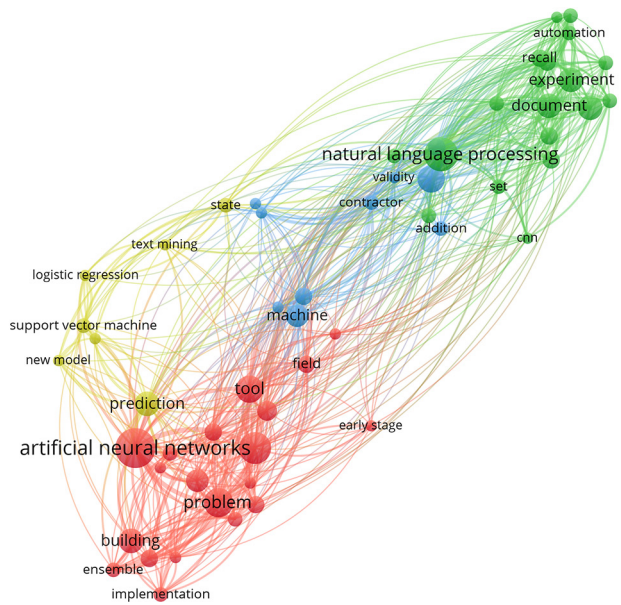 automation
recall
experiment
document
natural language processing
validity
set
state
contractor
addition
cnn
text mining
logistic regression
machine
support vector machine
new model
field
tool
prediction
early stage
artificial neural networks
problem
building
ensemble
implementation